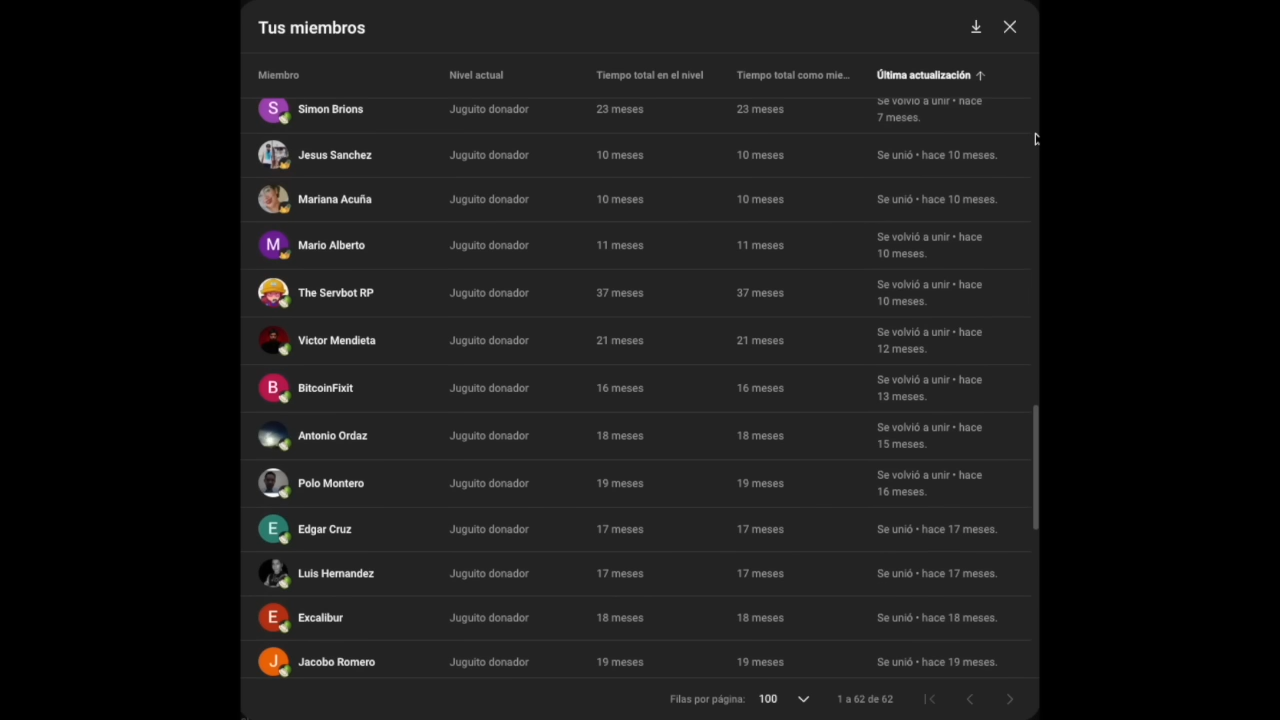 Tus miembros
Miembro Nivel actual Tiempo total en el nivel Tiempo total como mie... Última actualización
S Simon Brions Juguito donador 23 meses 23 meses Se volvió a unir • hace
7 meses.
Jesus Sanchez Juguito donador 10 meses 10 meses Se unió • hace 10 meses.
Mariana Acuña Juguito donador 10 meses 10 meses Se unió • hace 10 meses.
M Mario Alberto Juguito donador 11 meses 11 meses Se volvió a unir • hace
10 meses.
The Servbot RP Juguito donador 37 meses 37 meses Se volvió a unir • hace
10 meses.
Victor Mendieta Juguito donador 21 meses 21 meses Se volvió a unir • hace
12 meses.
B BitcoinFixit Juguito donador 16 meses 16 meses Se volvió a unir • hace
13 meses.
Antonio Ordaz Juguito donador 18 meses 18 meses Se volvió a unir • hace
15 meses.
Polo Montero Juguito donador 19 meses 19 meses Se volvió a unir • hace
16 meses.
E Edgar Cruz Juguito donador 17 meses 17 meses Se unió • hace 17 meses.
Luis Hernandez Juguito donador 17 meses 17 meses Se unió • hace 17 meses.
E Excalibur Juguito donador 18 meses 18 meses Se unió • hace 18 meses.
J Jacobo Romero Juguito donador 19 meses 19 meses Se unió • hace 19 meses.
Filas por página: 100 1 a 62 de 62